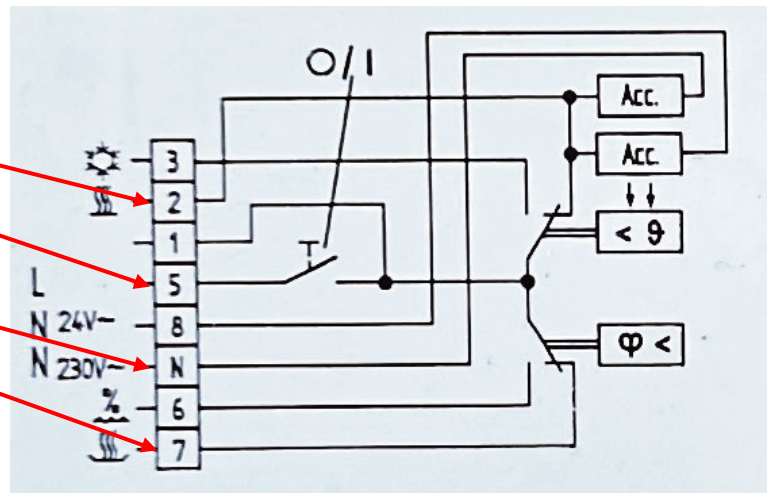 O/I
Acc.
Acc.
3
2
1
L 5
N 24V~ 8
N 230V~ N
% 6
7
< ϑ
φ <